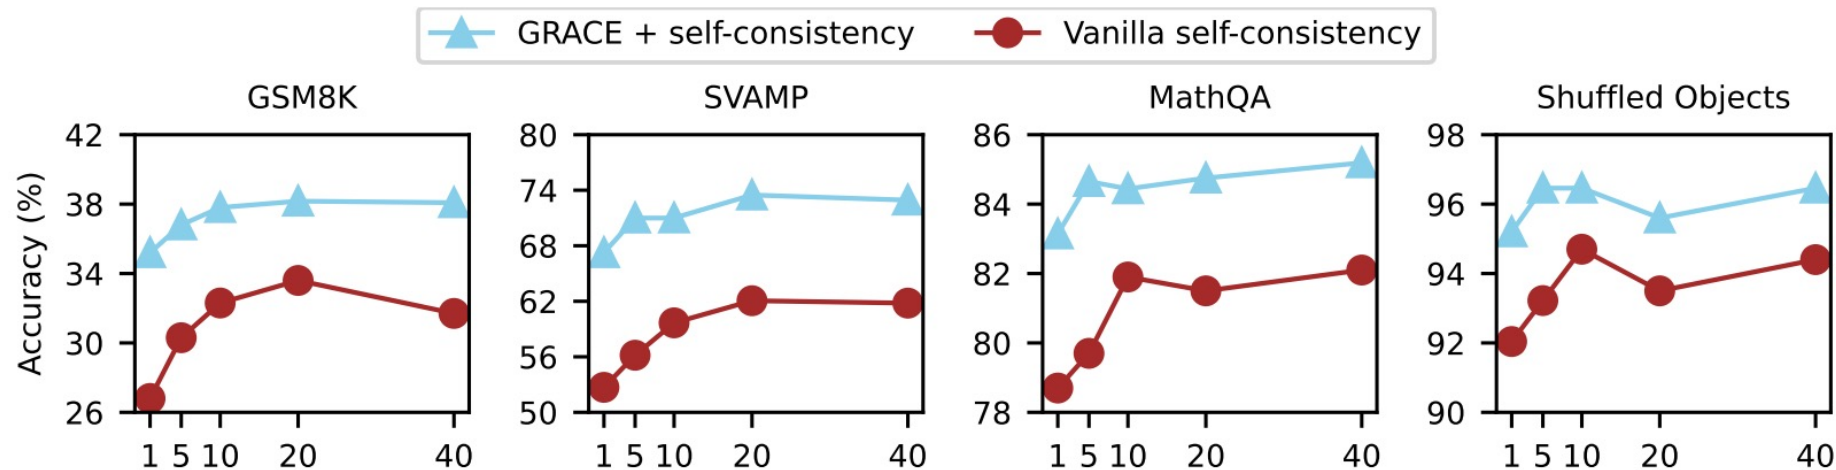 GRACE + self-consistency
Vanilla self-consistency
GSM8K
SVAMP
MathQA
Shuffled Objects
Accuracy (%)
42
38
34
30
26
1 5 10 20 40
80
74
68
62
56
50
1 5 10 20 40
86
84
82
80
78
1 5 10 20 40
98
96
94
92
90
1 5 10 20 40